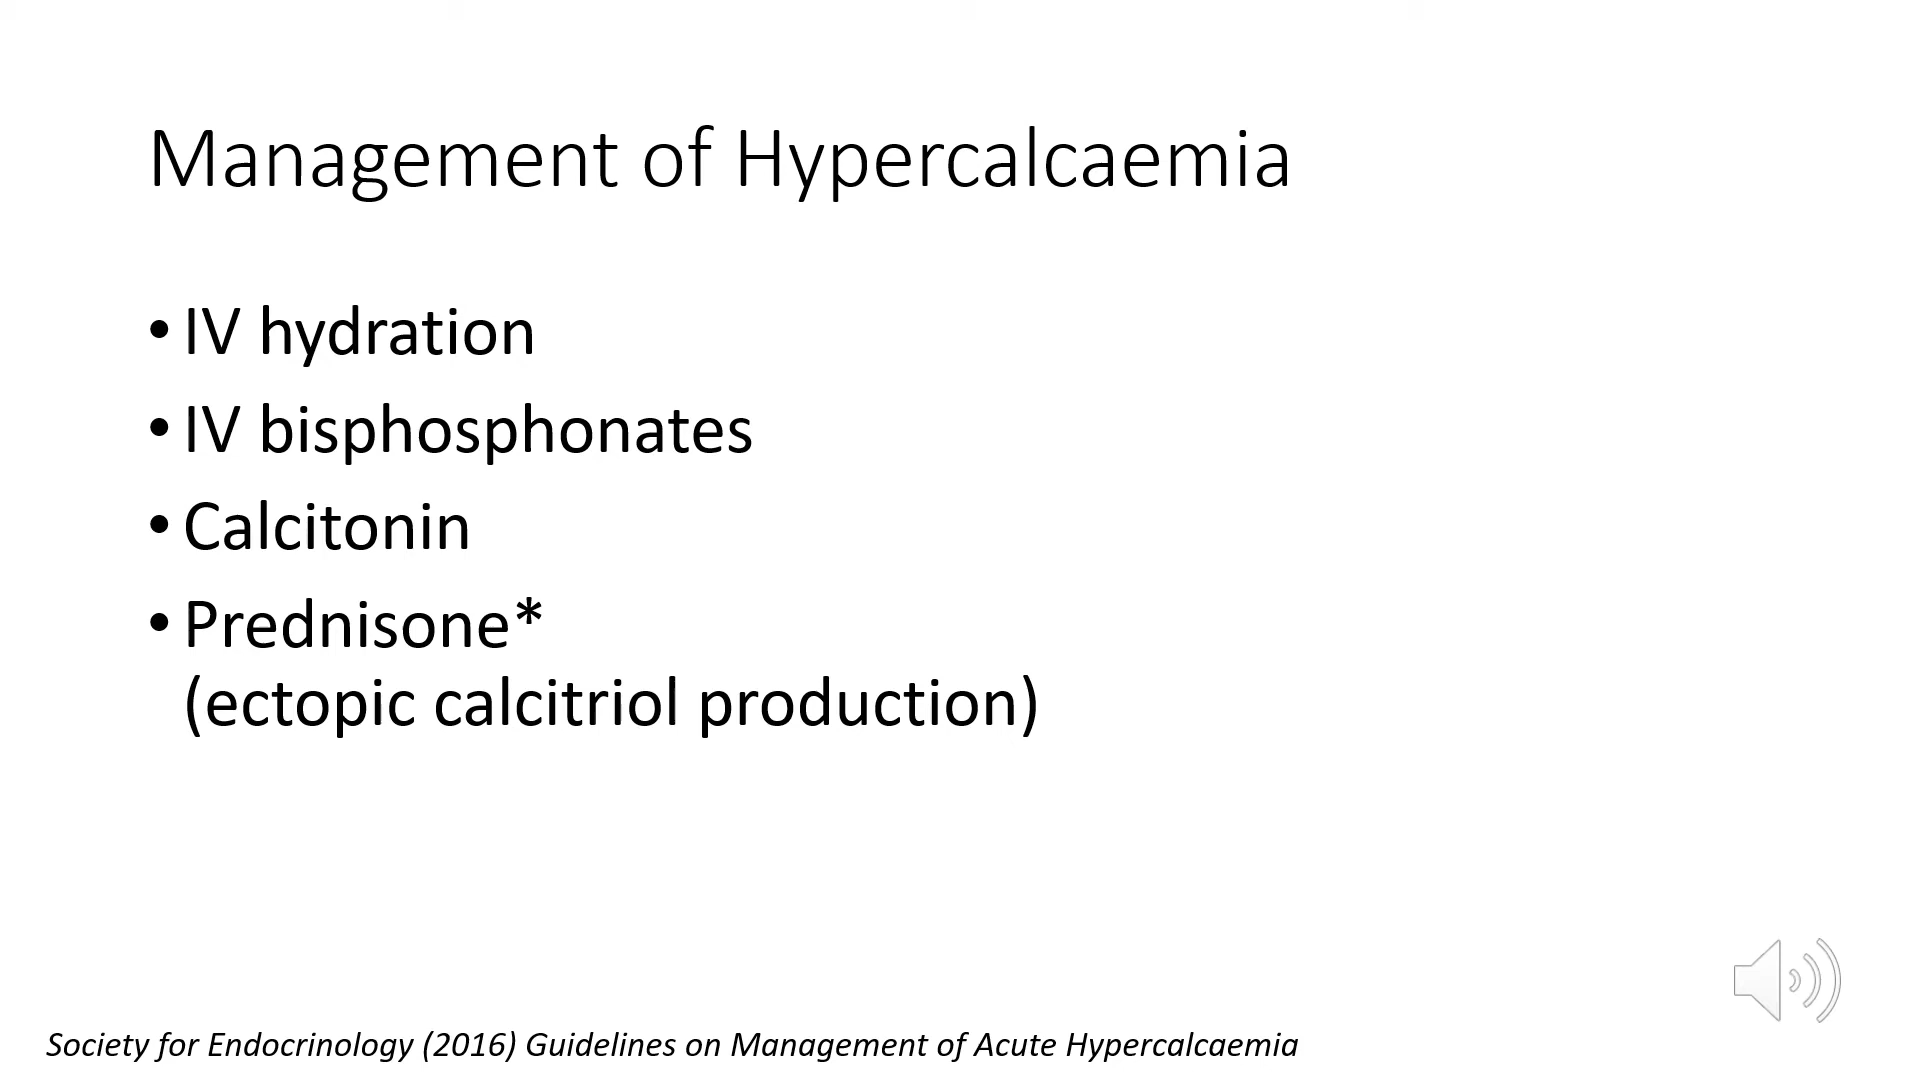 Management of Hypercalcaemia
• IV hydration
• IV bisphosphonates
• Calcitonin
• Prednisone*
(ectopic calcitriol production)
Society for Endocrinology (2016) Guidelines on Management of Acute Hypercalcaemia